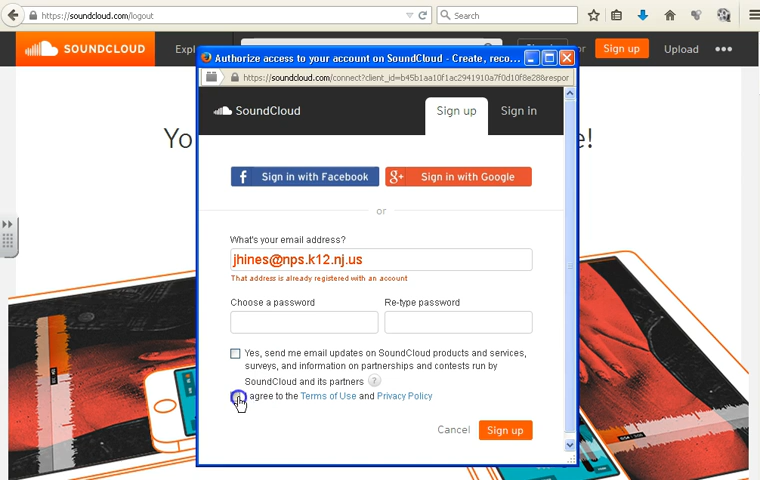 https://soundcloud.com/logout
Search
SOUNDCLOUD
Expl
Sign up
Upload
Authorize access to your account on SoundCloud - Create, reco...
https://soundcloud.com/connect?client_id=b45b1aa10f1ac2941910a7f0d10f8e28&respor
SoundCloud
Sign up
Sign in
Yo
e!
f Sign in with Facebook
g+ Sign in with Google
or
What's your email address?
jhines@nps.k12.nj.us
That address is already registered with an account
Choose a password
Re-type password
Yes, send me email updates on SoundCloud products and services,
surveys, and information on partnerships and contests run by
SoundCloud and its partners ?
agree to the Terms of Use and Privacy Policy
Cancel
Sign up